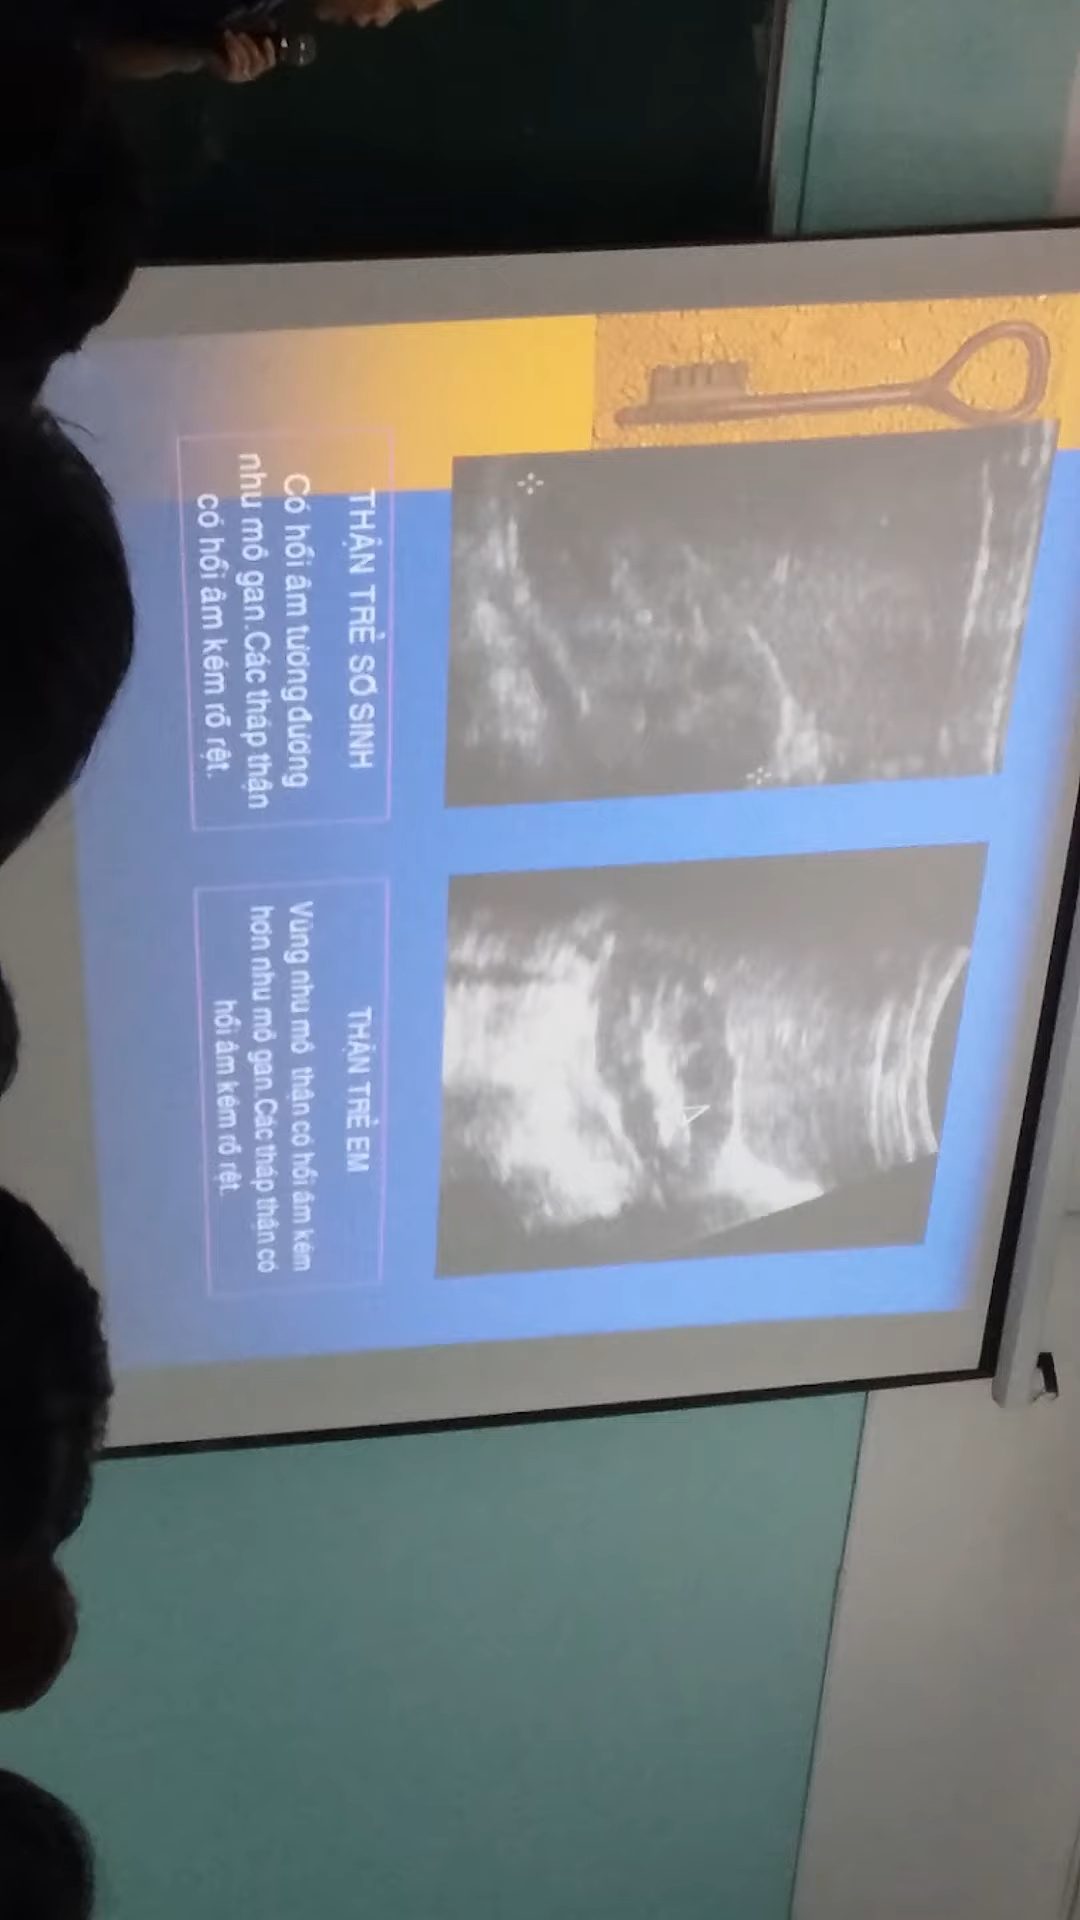 THẬN TRẺ SƠ SINH
Có hồi âm tương đương
nhu mô gan.Các tháp thận
có hồi âm kém rõ rệt.
THẬN TRẺ EM
Vùng nhu mô thận có hồi âm kém
hơn nhu mô gan.Các tháp thận có
hồi âm kém rõ rệt.